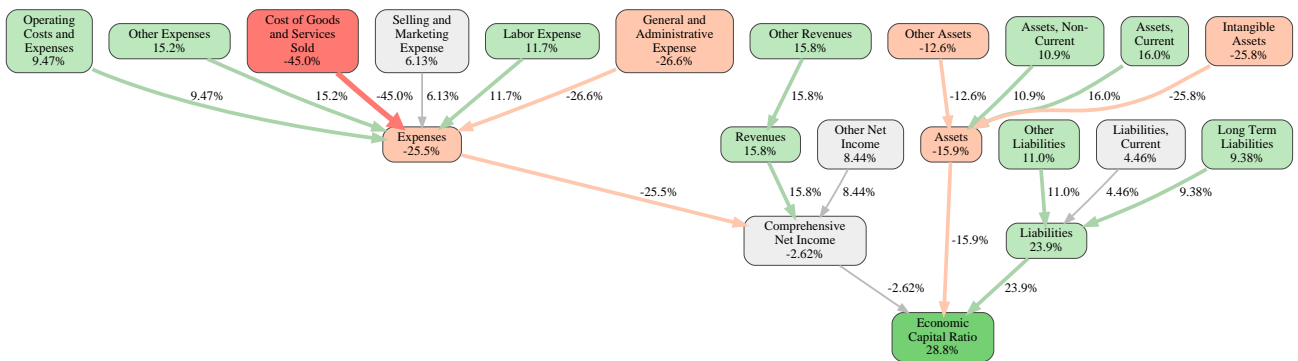 Operating
Costs and
Expenses
9.47%
Other Expenses
15.2%
Cost of Goods
and Services
Sold
-45.0%
Selling and
Marketing
Expense
6.13%
Labor Expense
11.7%
General and
Administrative
Expense
-26.6%
Other Revenues
15.8%
Other Assets
-12.6%
Assets, Non-
Current
10.9%
Assets,
Current
16.0%
Intangible
Assets
-25.8%
9.47%
15.2%
-45.0%
6.13%
11.7%
-26.6%
15.8%
-12.6%
10.9%
16.0%
-25.8%
Expenses
-25.5%
Revenues
15.8%
Other Net
Income
8.44%
Assets
-15.9%
Other
Liabilities
11.0%
Liabilities,
Current
4.46%
Long Term
Liabilities
9.38%
-25.5%
15.8%
8.44%
11.0%
4.46%
9.38%
Comprehensive
Net Income
-2.62%
-15.9%
Liabilities
23.9%
-2.62%
23.9%
Economic
Capital Ratio
28.8%